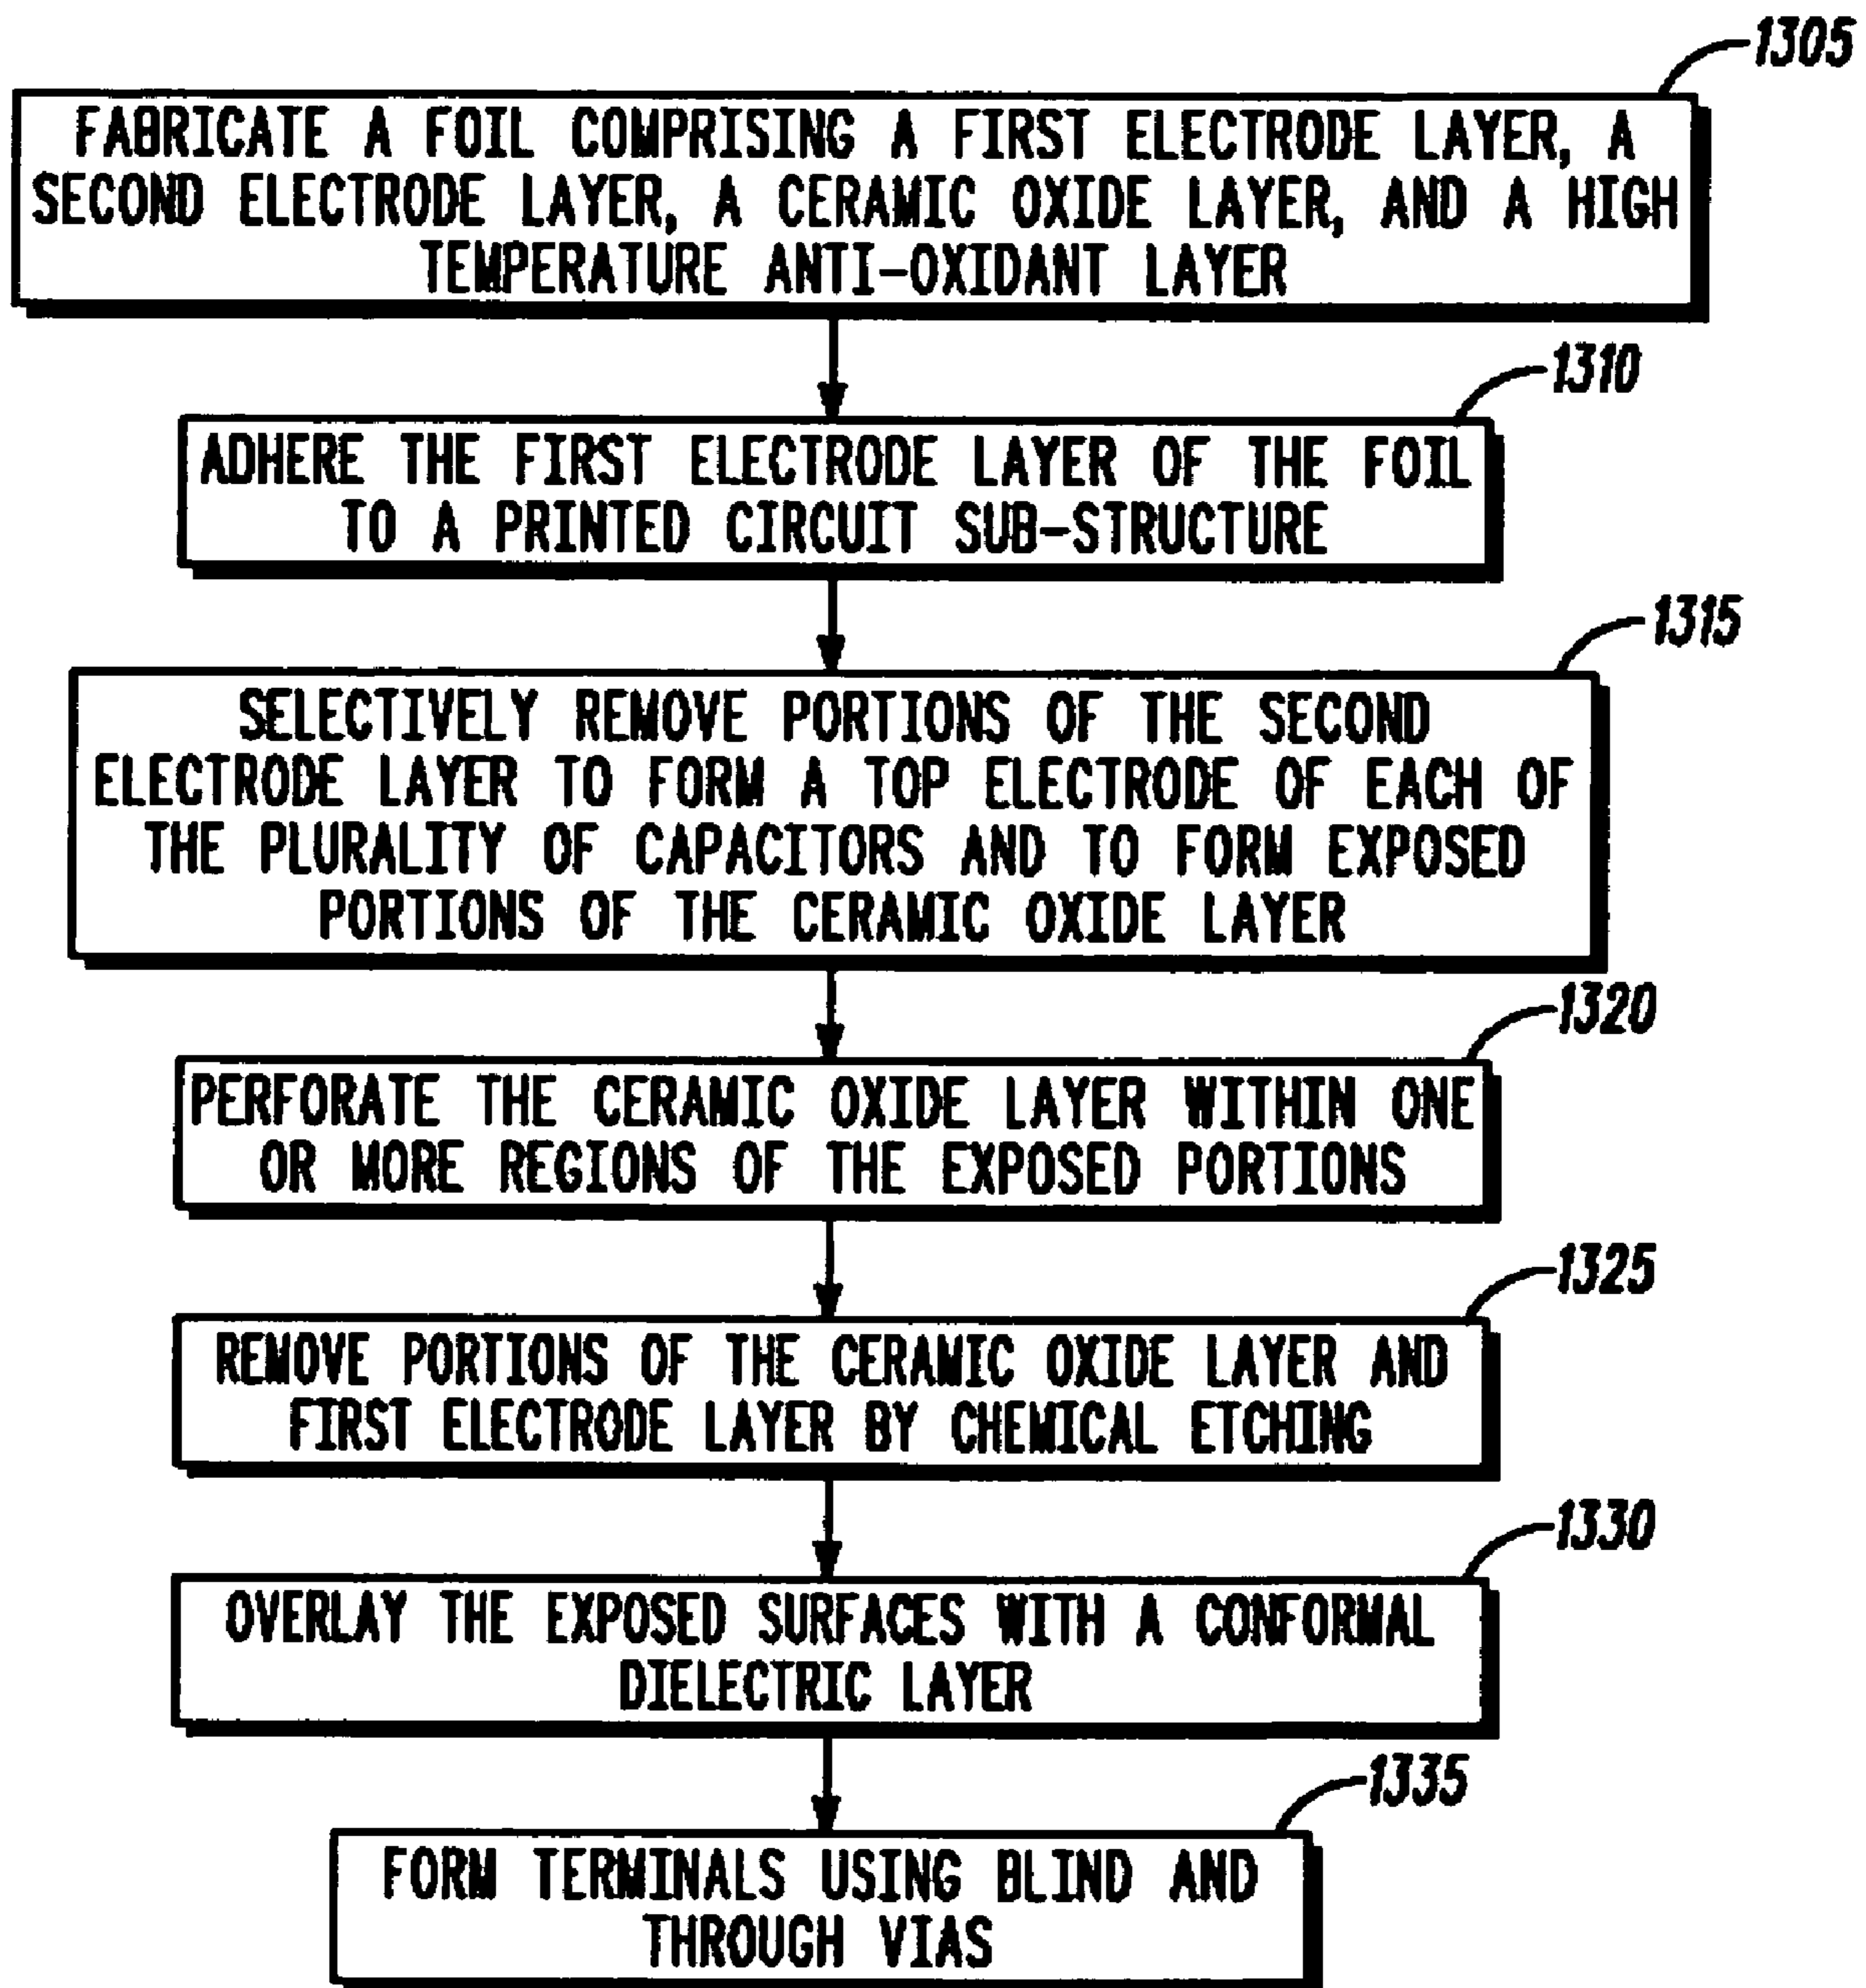 1305
FABRICATE A FOIL COMPRISING A FIRST ELECTRODE LAYER, A
SECOND ELECTRODE LAYER, A CERAMIC OXIDE LAYER, AND A HIGH
TEMPERATURE ANTI-OXIDANT LAYER
1310
ADHERE THE FIRST ELECTRODE LAYER OF THE FOIL
TO A PRINTED CIRCUIT SUB-STRUCTURE
1315
SELECTIVELY REMOVE PORTIONS OF THE SECOND
ELECTRODE LAYER TO FORM A TOP ELECTRODE OF EACH OF
THE PLURALITY OF CAPACITORS AND TO FORM EXPOSED
PORTIONS OF THE CERAMIC OXIDE LAYER
1320
PERFORATE THE CERAMIC OXIDE LAYER WITHIN ONE
OR MORE REGIONS OF THE EXPOSED PORTIONS
1325
REMOVE PORTIONS OF THE CERAMIC OXIDE LAYER AND
FIRST ELECTRODE LAYER BY CHEMICAL ETCHING
1330
OVERLAY THE EXPOSED SURFACES WITH A CONFORMAL
DIELECTRIC LAYER
1335
FORM TERMINALS USING BLIND AND
THROUGH VIAS